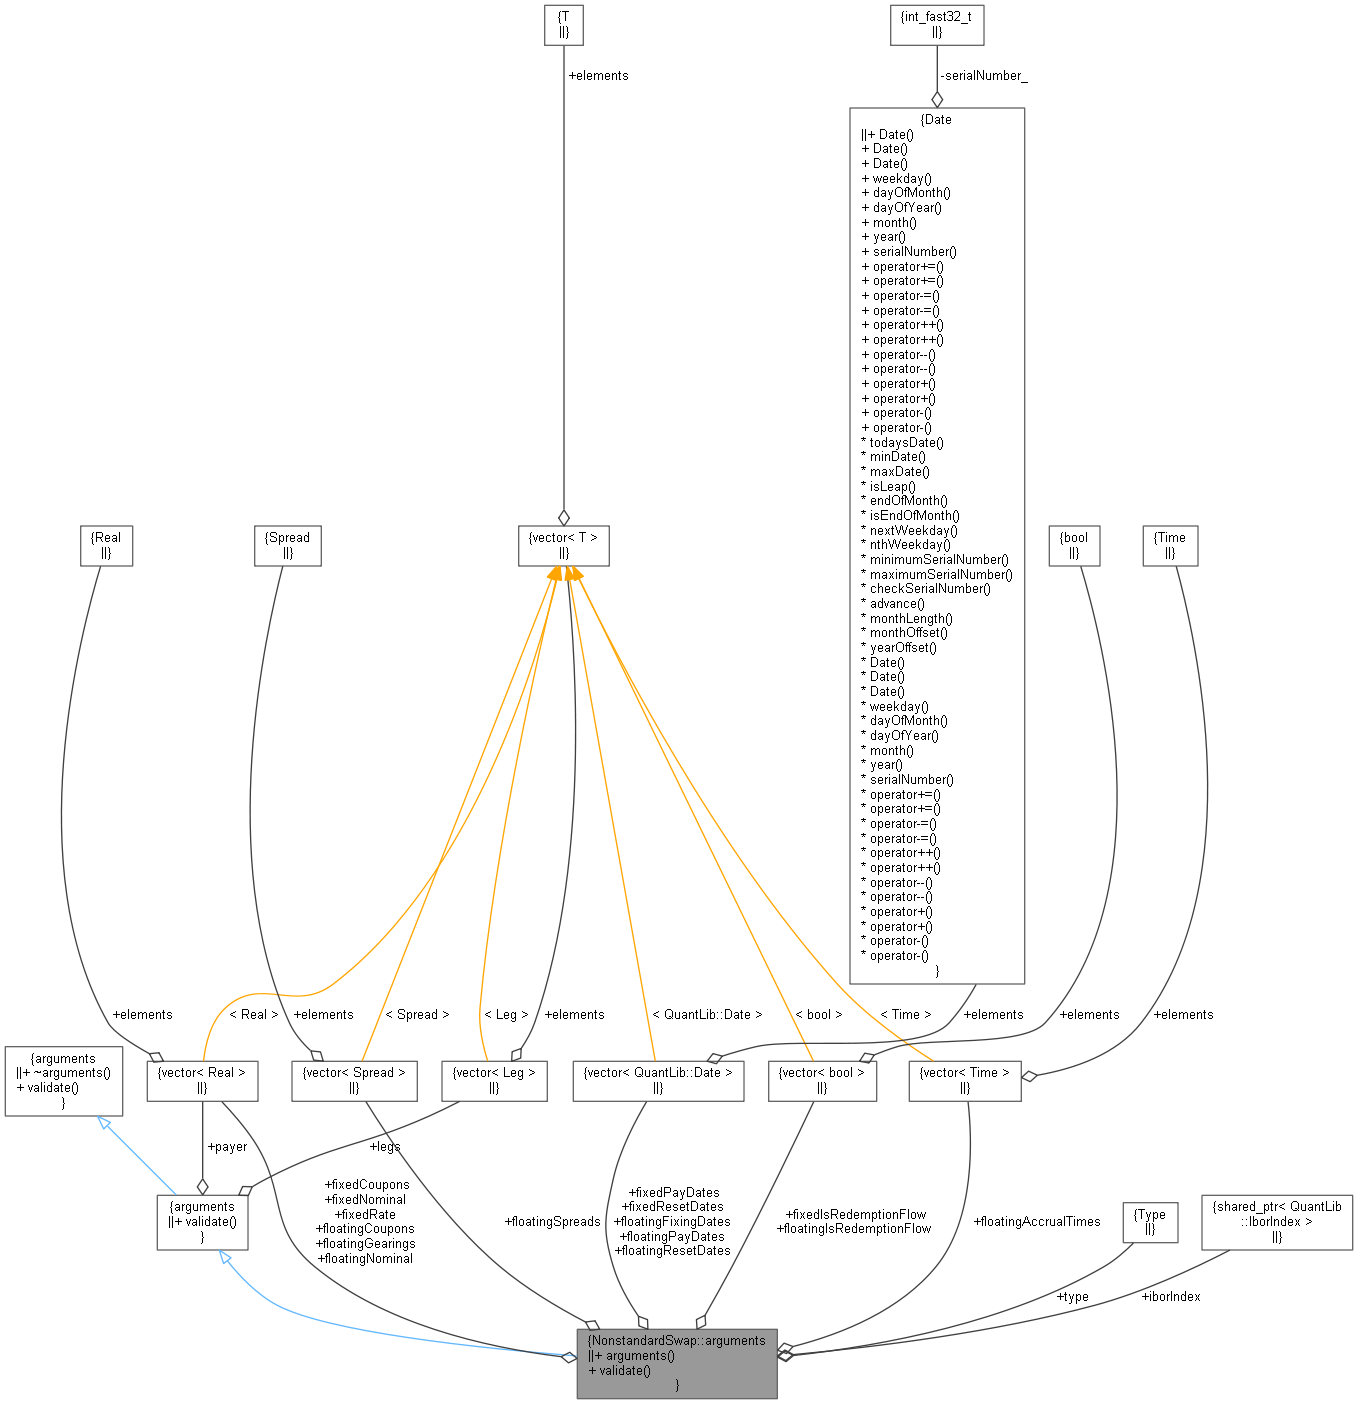 {T
||}
{int_fast32_t
||}
+elements
-serialNumber_
{Date
||+ Date()
+ Date()
+ Date()
+ weekday()
+ dayOfMonth()
+ dayOfYear()
+ month()
+ year()
+ serialNumber()
+ operator+=()
+ operator+=()
+ operator-=()
+ operator-=()
+ operator++()
+ operator++()
+ operator--()
+ operator--()
+ operator+()
+ operator+()
+ operator-()
+ operator-()
* todaysDate()
* minDate()
* maxDate()
* isLeap()
* endOfMonth()
* isEndOfMonth()
* nextWeekday()
* nthWeekday()
* minimumSerialNumber()
* maximumSerialNumber()
* checkSerialNumber()
* advance()
* monthLength()
* monthOffset()
* yearOffset()
* Date()
* Date()
* Date()
* weekday()
* dayOfMonth()
* dayOfYear()
* month()
* year()
* serialNumber()
* operator+=()
* operator+=()
* operator-=()
* operator-=()
* operator++()
* operator++()
* operator--()
* operator--()
* operator+()
* operator+()
* operator-()
* operator-()
}
{Real
||}
{Spread
||}
{vector< T >
||}
{bool
||}
{Time
||}
+elements
< Real >
+elements
< Spread >
< Leg >
+elements
< QuantLib::Date >
< bool >
< Time >
+elements
+elements
+elements
{arguments
||+ ~arguments()
+ validate()
}
{vector< Real >
||}
{vector< Spread >
||}
{vector< Leg >
||}
{vector< QuantLib::Date >
||}
{vector< bool >
||}
{vector< Time >
||}
+payer
+legs
{arguments
||+ validate()
}
+fixedCoupons
+fixedNominal
+fixedRate
+floatingCoupons
+floatingGearings
+floatingNominal
+floatingSpreads
+fixedPayDates
+fixedResetDates
+floatingFixingDates
+floatingPayDates
+floatingResetDates
+fixedIsRedemptionFlow
+floatingIsRedemptionFlow
+floatingAccrualTimes
{Type
||}
{shared_ptr< QuantLib
::IborIndex >
||}
+type
+iborIndex
{NonstandardSwap::arguments
||+ arguments()
+ validate()
}